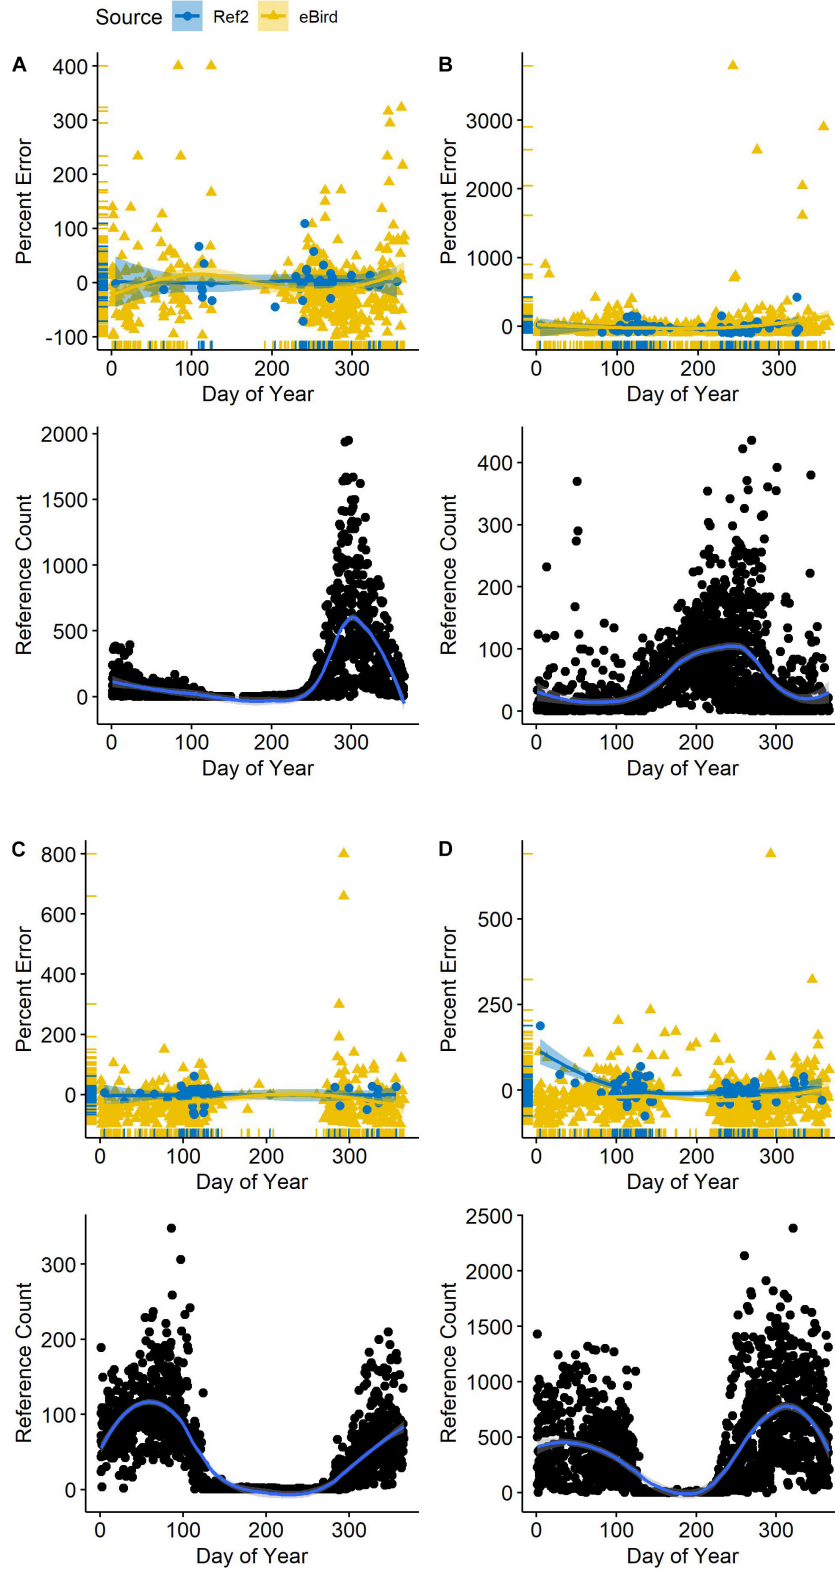 Source Ref2 eBird
A
Percent Error
400
300
200
100
0
-100
0 100 200 300
Day of Year
B
Percent Error
3000
2000
1000
0
0 100 200 300
Day of Year
Reference Count
2000
1500
1000
500
0
0 100 200 300
Day of Year
Reference Count
400
300
200
100
0
0 100 200 300
Day of Year
C
Percent Error
800
600
400
200
0
0 100 200 300
Day of Year
D
Percent Error
500
250
0
0 100 200 300
Day of Year
Reference Count
300
200
100
0
0 100 200 300
Day of Year
Reference Count
2500
2000
1500
1000
500
0
0 100 200 300
Day of Year